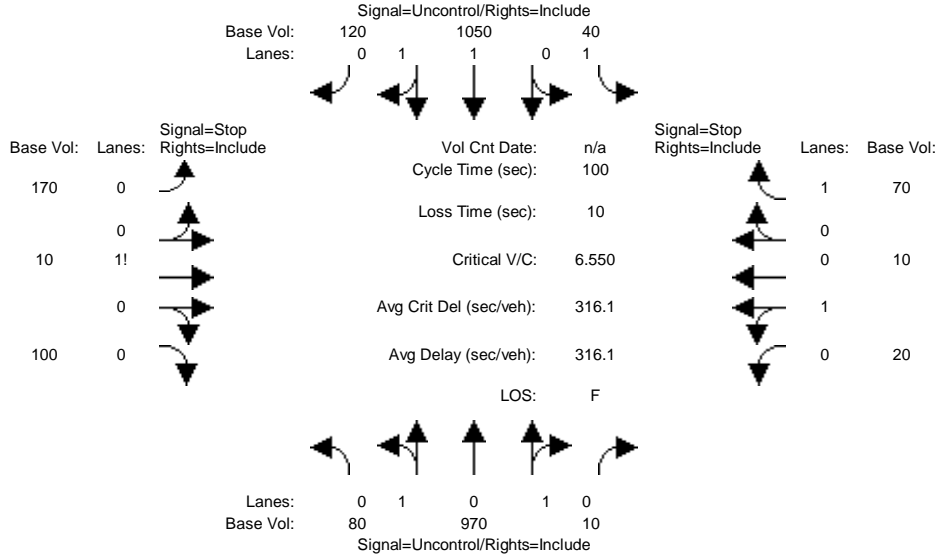 Signal=Uncontrol/Rights=Include
Base Vol: 120 1050 40
Lanes: 0 1 1 0 1
Signal=Stop Signal=Stop
Base Vol: Lanes: Rights=Include Vol Cnt Date: n/a Rights=Include Lanes: Base Vol:
Cycle Time (sec): 100
170 0 1 70
Loss Time (sec): 10
0 0
10 1! Critical V/C: 6.550 0 10
0 Avg Crit Del (sec/veh): 316.1 1
100 0 Avg Delay (sec/veh): 316.1 0 20
LOS: F
Lanes: 0 1 0 1 0
Base Vol: 80 970 10
Signal=Uncontrol/Rights=Include